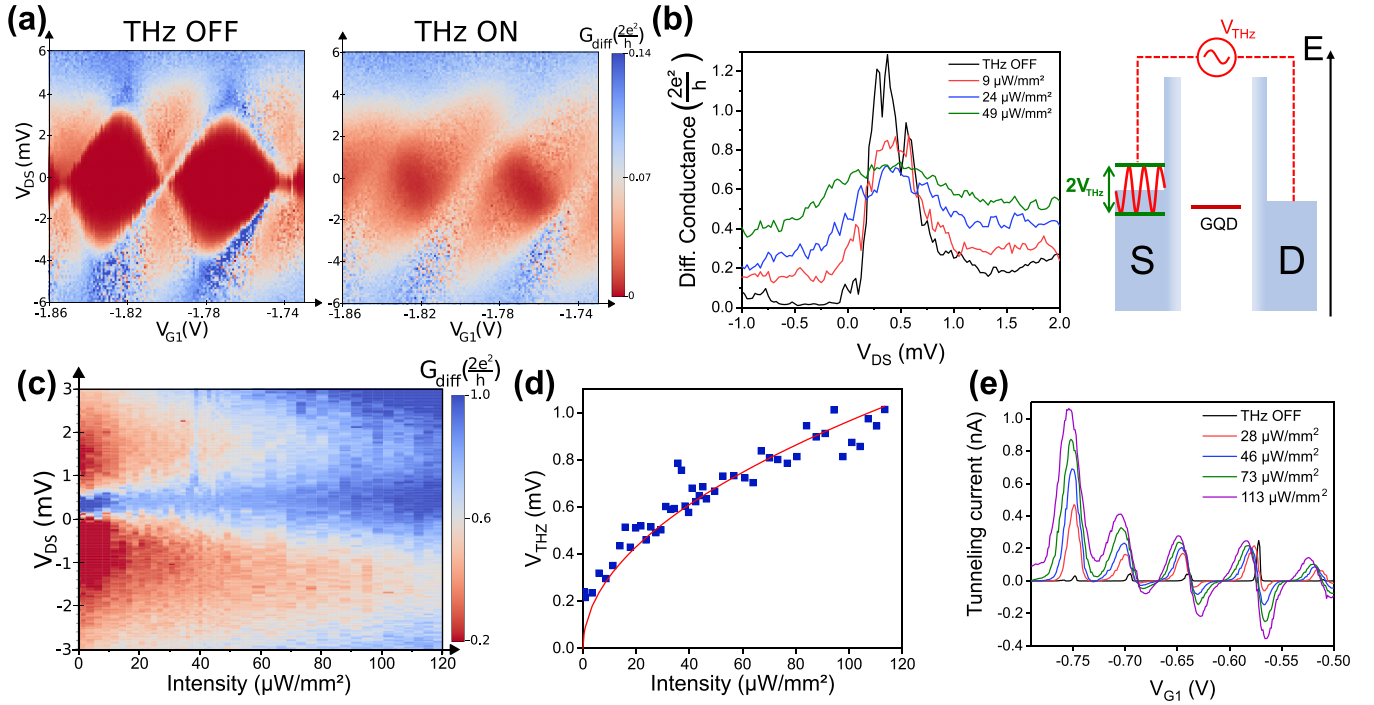 (a)
THz OFF
THz ON
G_diff(2e²/h)
0.14
0.07
0
V_DS (mV)
6
4
2
0
-2
-4
-6
-1.86
-1.82
-1.78
-1.74
V_G1(V)
6
4
2
0
-2
-4
-6
-1.86
-1.82
-1.78
-1.74
V_G1(V)
(b)
Diff. Conductance (2e²/h)
1.2
1.0
0.8
0.6
0.4
0.2
0.0
THz OFF
9 µW/mm²
24 µW/mm²
49 µW/mm²
-1.0
-0.5
0.0
0.5
1.0
1.5
2.0
V_DS (mV)
V_THz
E
2V_THz
GQD
S
D
(c)
G_diff(2e²/h)
1.0
0.6
0.2
V_DS (mV)
3
2
1
0
-1
-2
-3
0
20
40
60
80
100
120
Intensity (µW/mm²)
(d)
V_THZ (mV)
1.0
0.8
0.6
0.4
0.2
0.0
0
20
40
60
80
100
120
Intensity (µW/mm²)
(e)
Tunneling current (nA)
1.0
0.8
0.6
0.4
0.2
0.0
-0.2
-0.4
THz OFF
28 µW/mm²
46 µW/mm²
73 µW/mm²
113 µW/mm²
-0.75
-0.70
-0.65
-0.60
-0.55
-0.50
V_G1 (V)